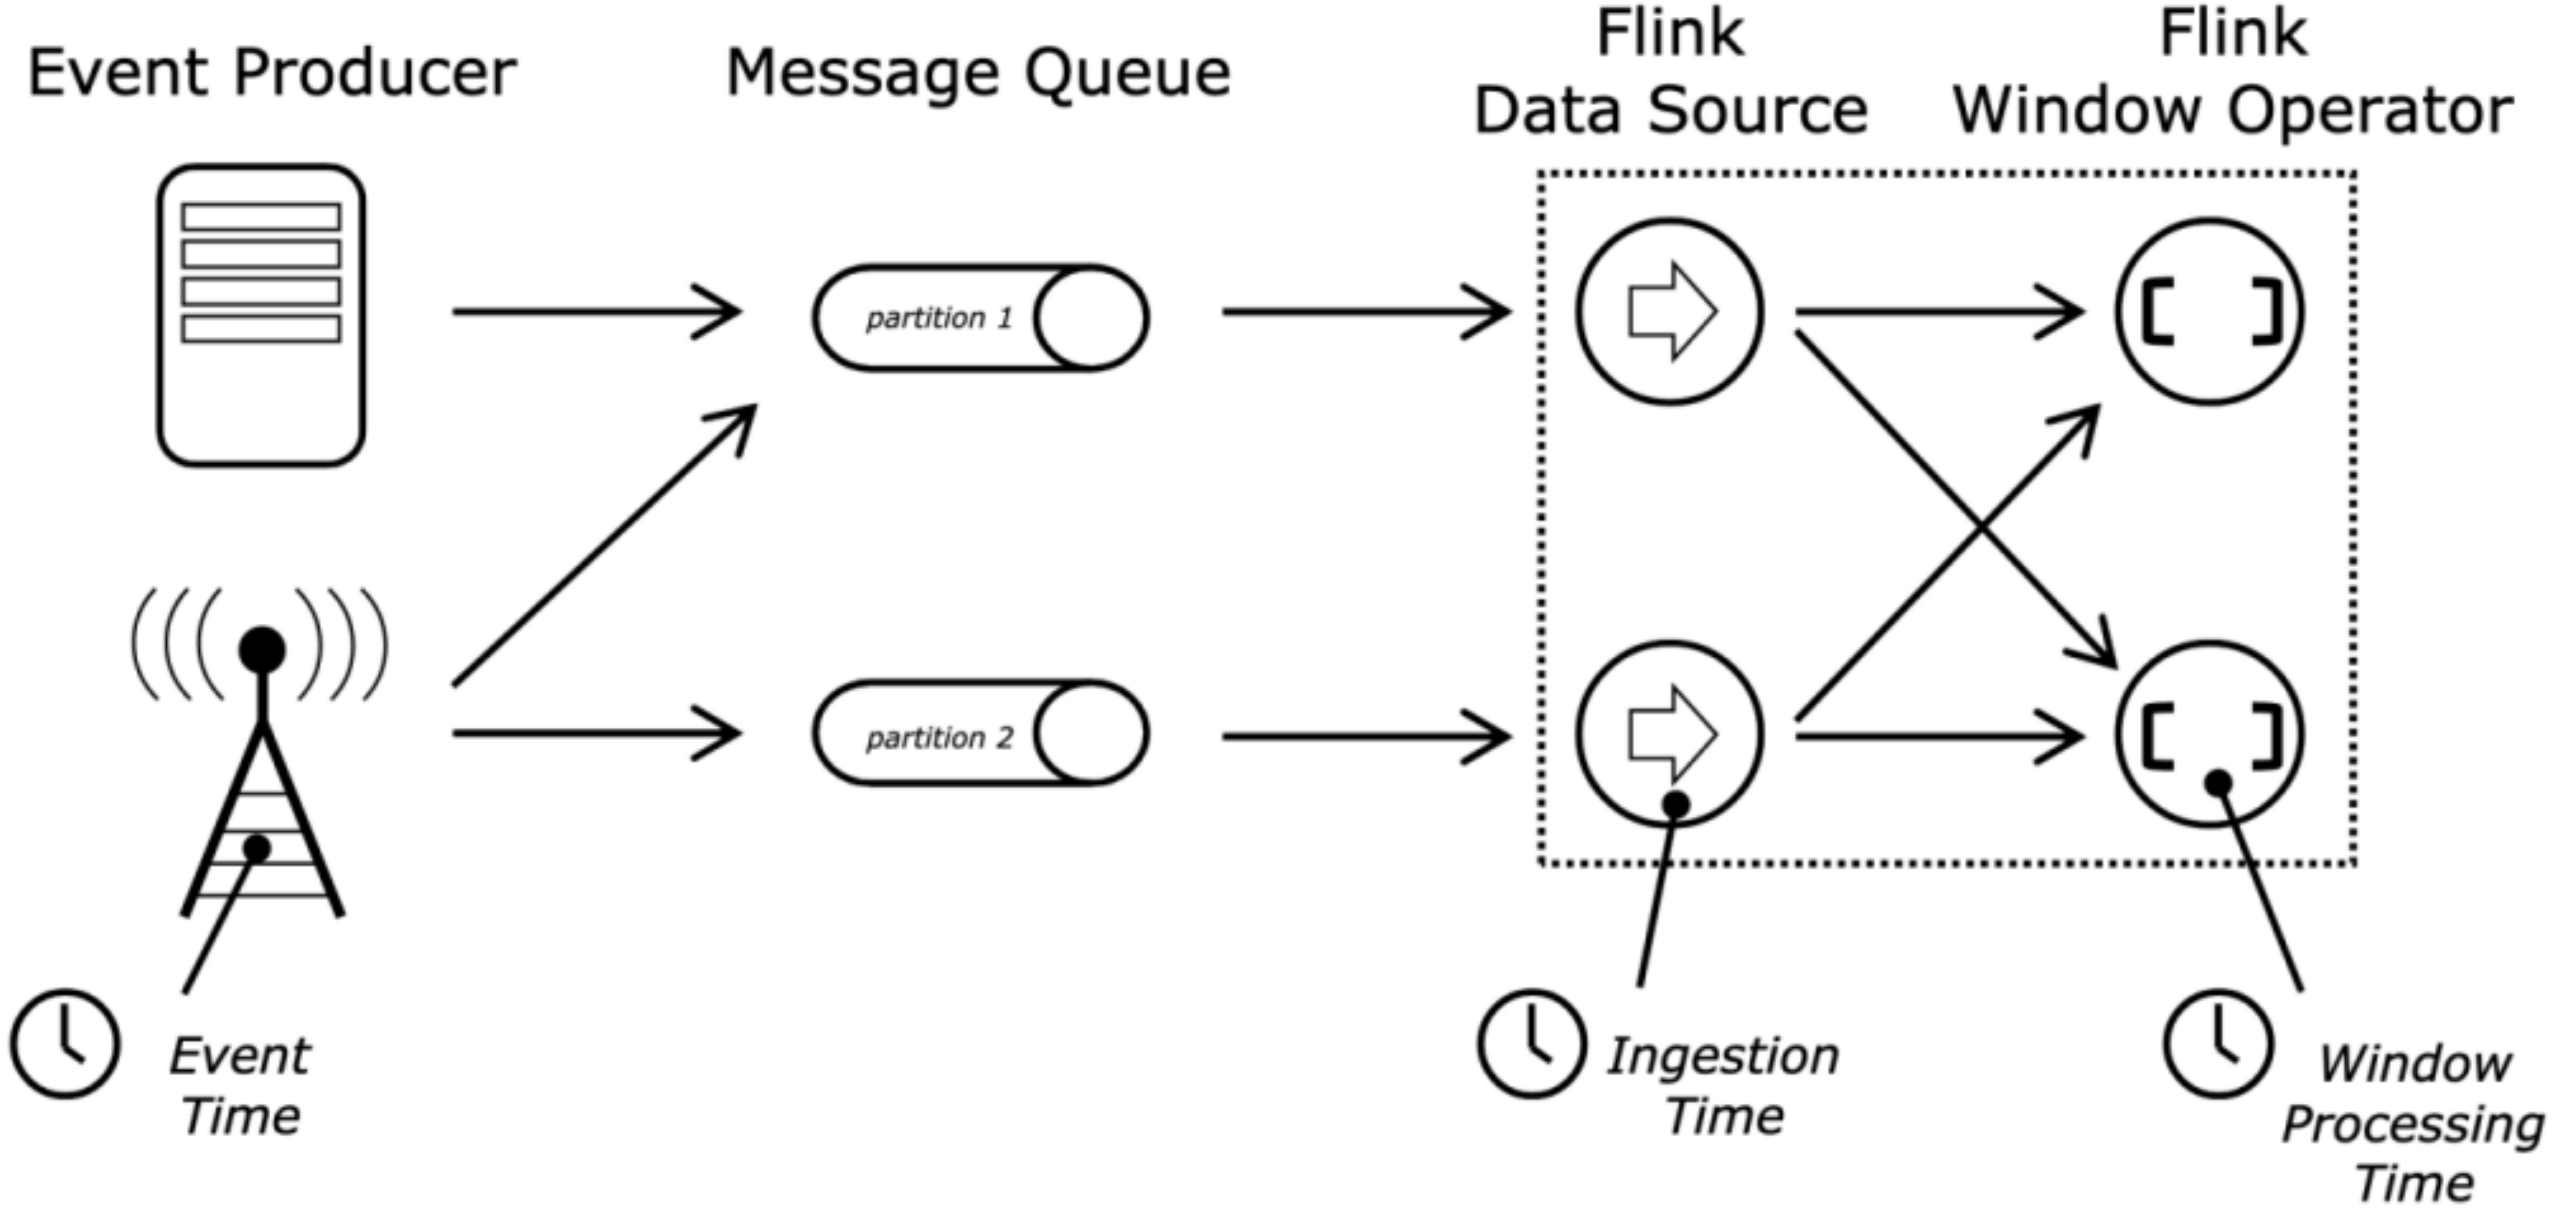 Event Producer
Message Queue
Flink
Data Source
Flink
Window Operator
partition 1
partition 2
Event
Time
Ingestion
Time
Window
Processing
Time